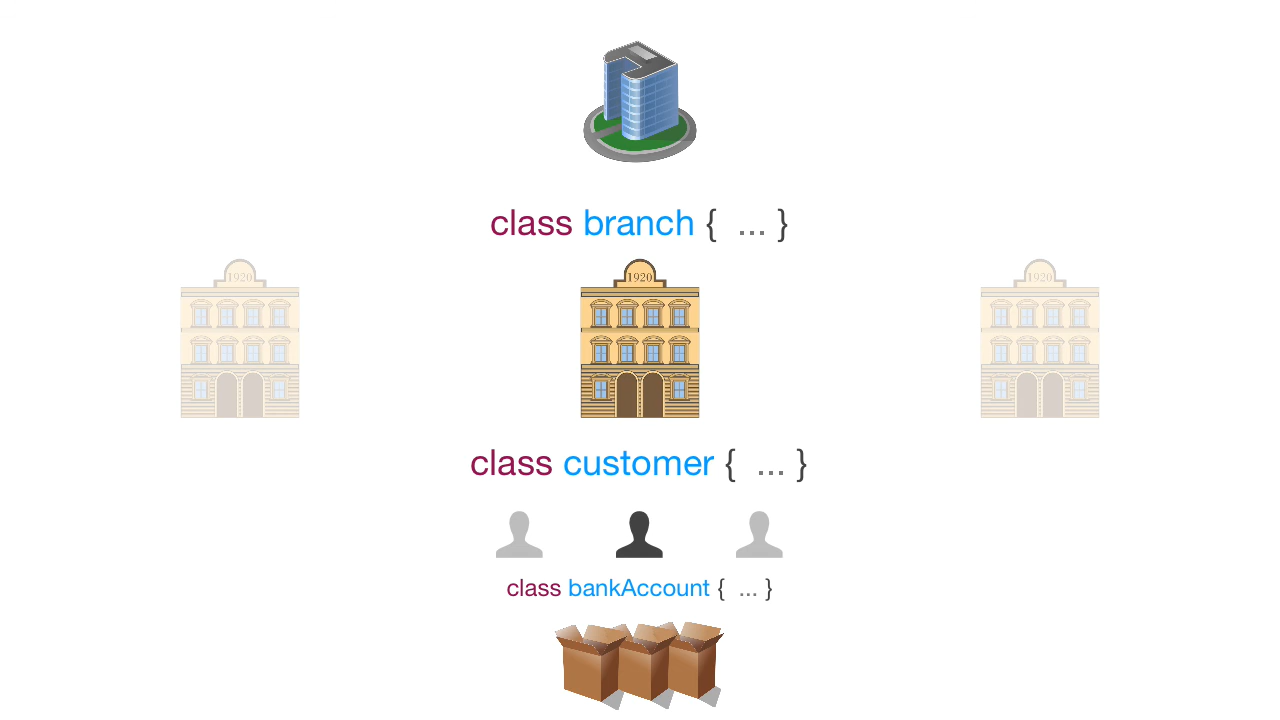 class branch { ... }
1920
1920
1920
class customer { ... }
class bankAccount { ... }